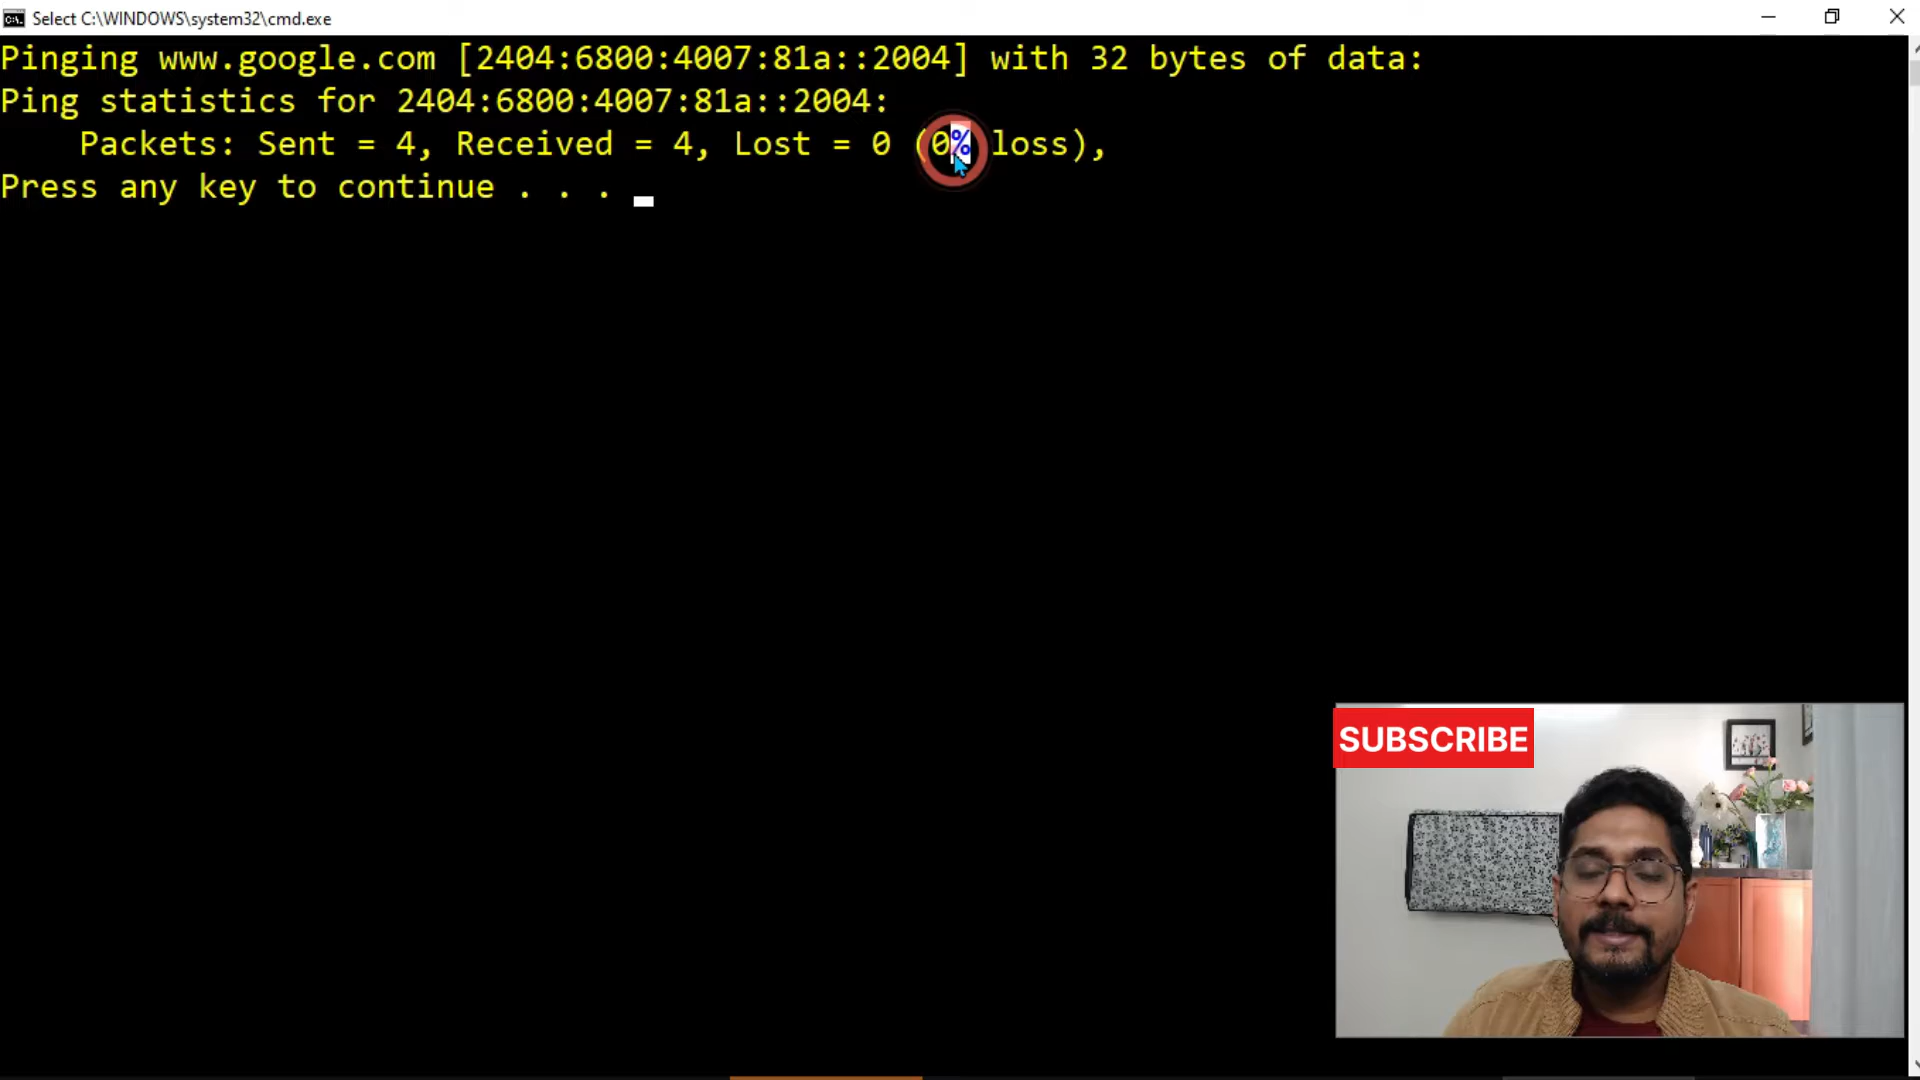 Select C:\WINDOWS\system32\cmd.exe
Pinging www.google.com [2404:6800:4007:81a::2004] with 32 bytes of data:
Ping statistics for 2404:6800:4007:81a::2004:
Packets: Sent = 4, Received = 4, Lost = 0 (0% loss),
Press any key to continue . . .
SUBSCRIBE